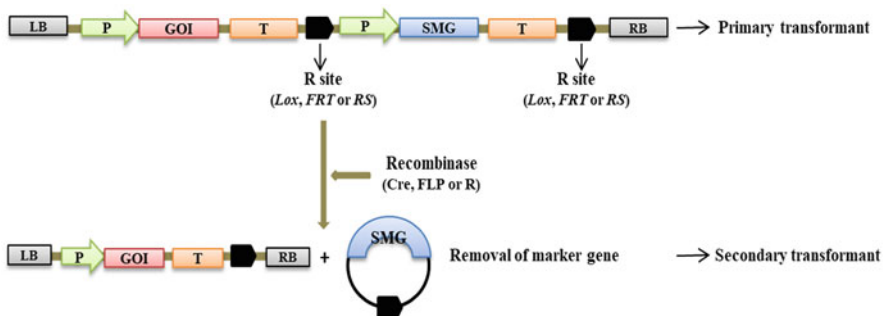 LB P GOI T P SMG T RB Primary transformant
R site R site
(Lox, FRT or RS) (Lox, FRT or RS)
Recombinase
(Cre, FLP or R)
LB P GOI T RB + SMG Removal of marker gene Secondary transformant